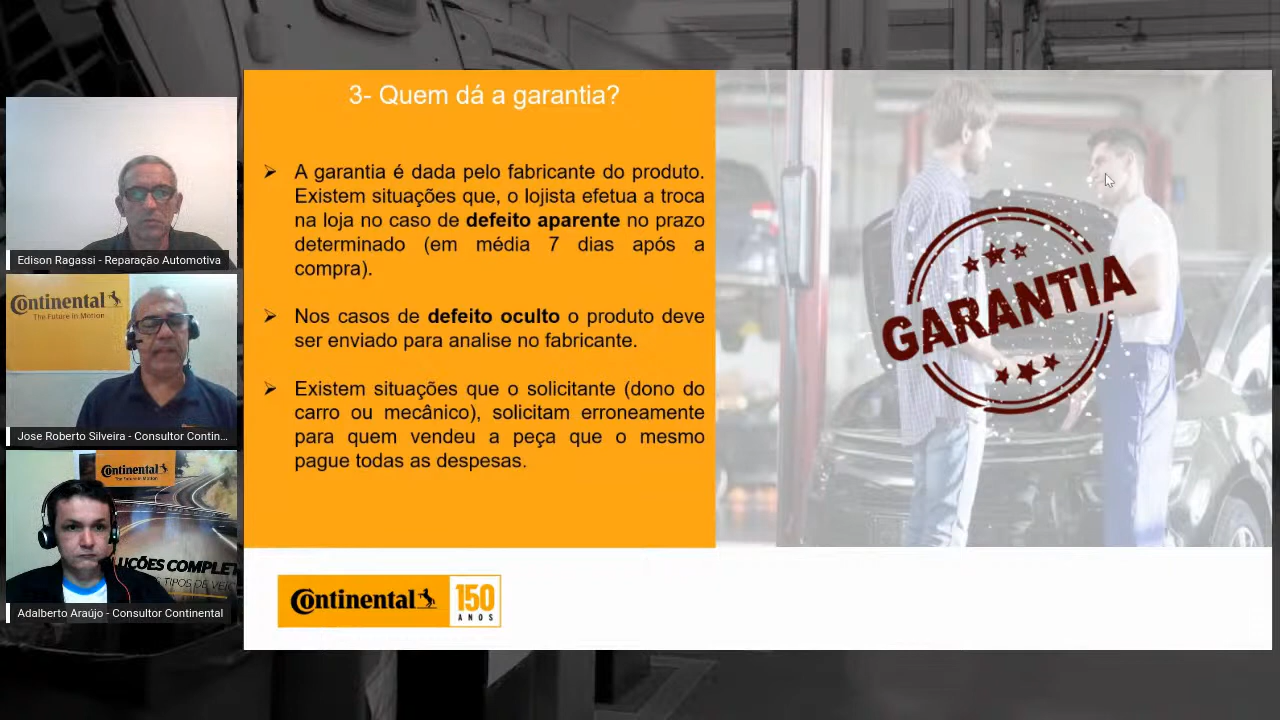 3- Quem dá a garantia?
A garantia é dada pelo fabricante do produto.
Existem situações que, o lojista efetua a troca
na loja no caso de defeito aparente no prazo
determinado (em média 7 dias após a
compra).
Nos casos de defeito oculto o produto deve
ser enviado para analise no fabricante.
Existem situações que o solicitante (dono do
carro ou mecânico), solicitam erroneamente
para quem vendeu a peça que o mesmo
pague todas as despesas.
GARANTIA
Continental
150
ANOS
Edison Ragassi - Reparação Automotiva
Continental
The Future in Motion
Jose Roberto Silveira - Consultor Contin...
Continental
The Future in Motion
LUÇÕES COMPLET
S TIPOS DE VEÍC
Adalberto Araújo - Consultor Continental